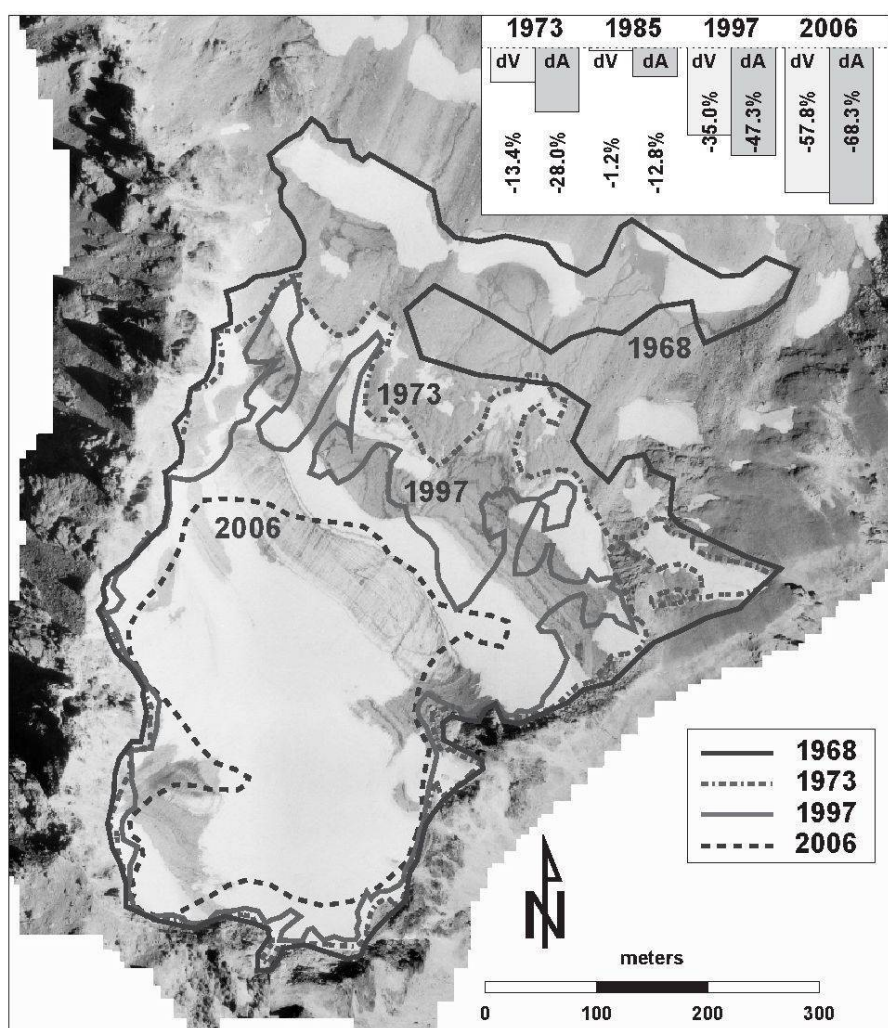 1973 1985 1997 2006
dV dA dV dA dV dA dV dA
-13.4% -28.0% -1.2% -12.8% -35.0% -47.3% -57.8% -68.3%
1968
1973
1997
2006
1968
1973
1997
2006
N
meters
0 100 200 300